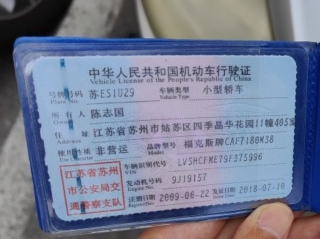 中华人民共和国机动车行驶证
Vehicle License of the People's Republic of China
号牌号码 苏ES1U29 车辆类型 小型轿车
Plate No. Vehicle Type
所有人 陈志国
Owner
住址 江苏省苏州市姑苏区四季晶华花园11幢405室
Address
使用性质 非营运 品牌型号 福克斯牌CAF7180M38
Use Character Model
江苏省苏州市公安局交通警察支队
车辆识别代号 LVSHCFME79F375996
VIN
发动机号码 9J19157
Engine No.
注册日期 2009-06-22 发证日期 2018-07-19
Register Date Issue Date